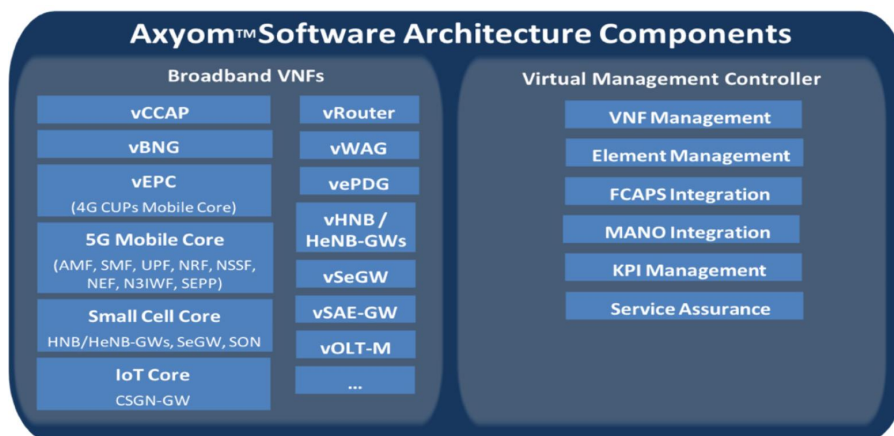 Axyom™Software Architecture Components
Broadband VNFs
vCCAP
vBNG
vEPC
(4G CUPs Mobile Core)
5G Mobile Core
(AMF, SMF, UPF, NRF, NSSF,
NEF, N3IWF, SEPP)
Small Cell Core
HNB/HeNB-GWs, SeGW, SON
IoT Core
CSGN-GW
vRouter
vWAG
vePDG
vHNB /
HeNB-GWs
vSeGW
vSAE-GW
vOLT-M
...
Virtual Management Controller
VNF Management
Element Management
FCAPS Integration
MANO Integration
KPI Management
Service Assurance